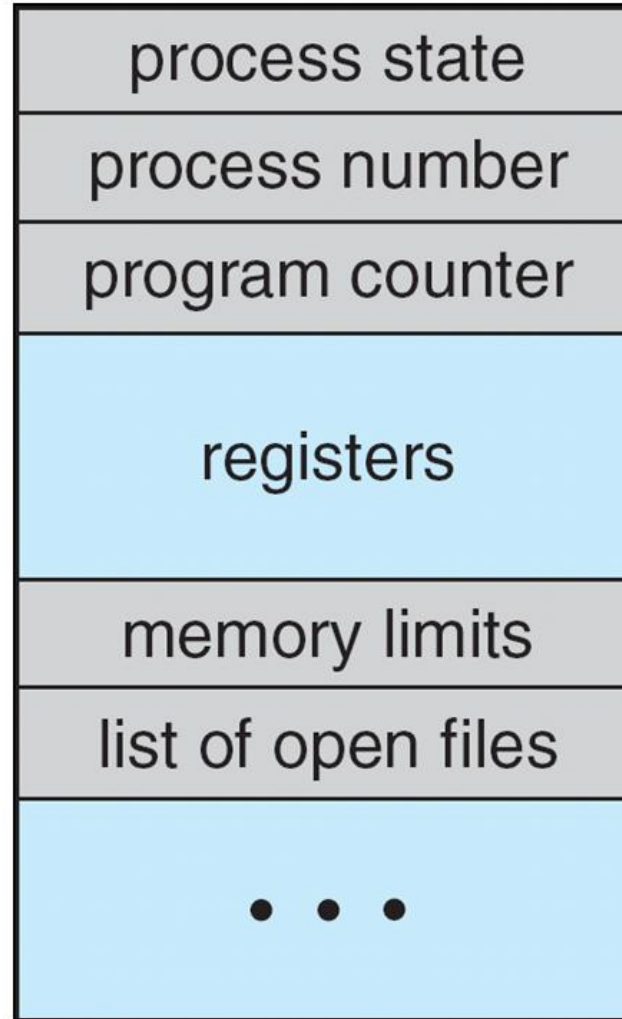 process state
process number
program counter
registers
memory limits
list of open files
• • •